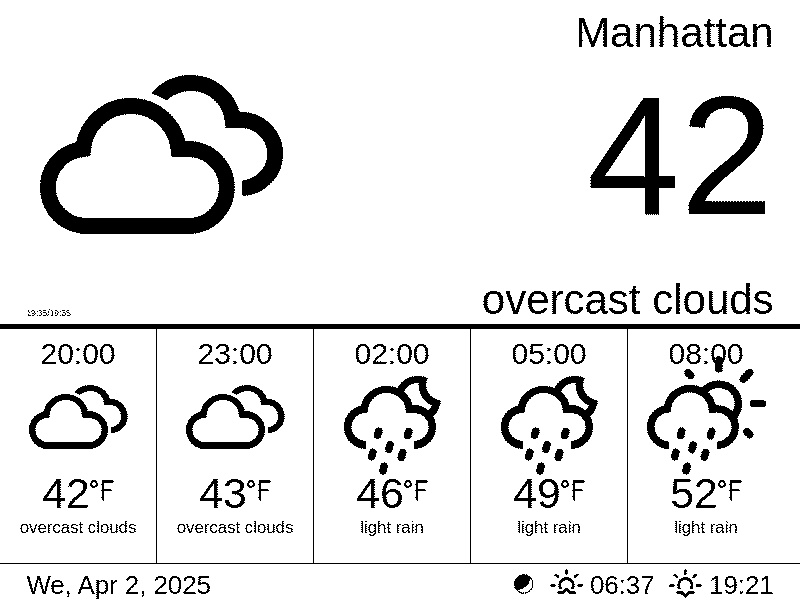 Manhattan
42
overcast clouds
20:00 23:00 02:00 05:00 08:00
42°F 43°F 46°F 49°F 52°F
overcast clouds overcast clouds light rain light rain light rain
We, Apr 2, 2025 06:37 19:21